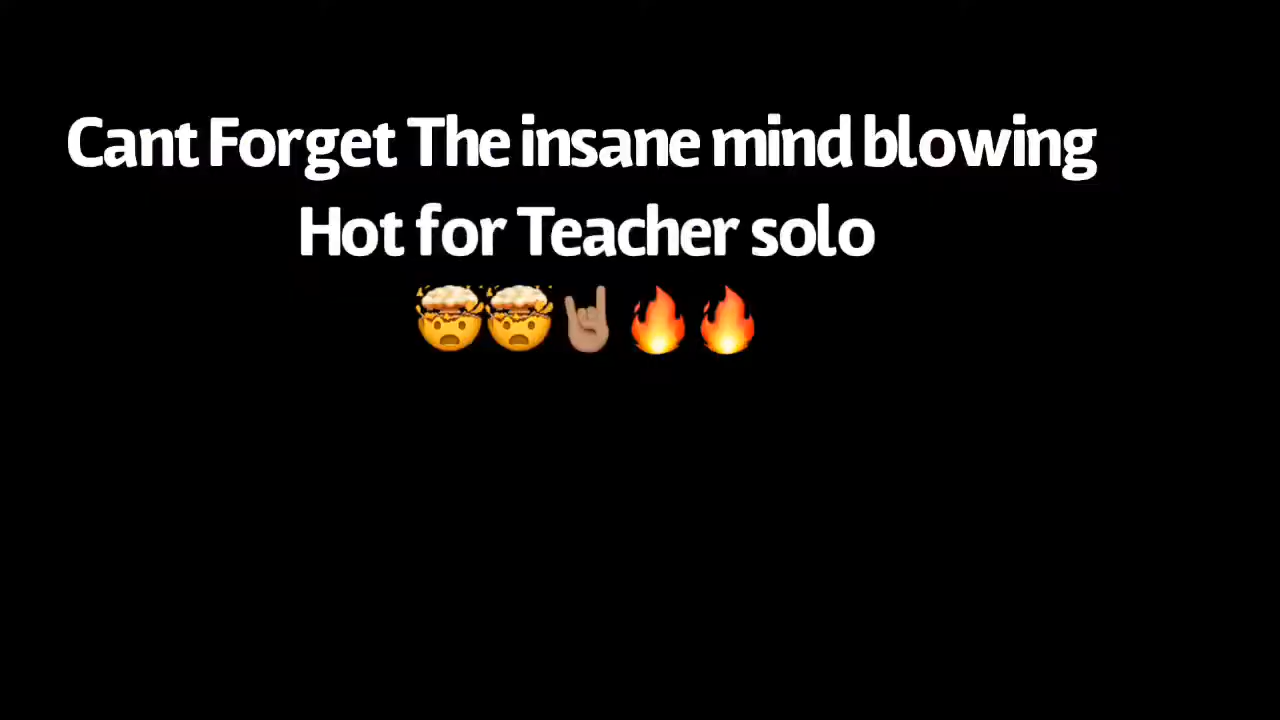 Cant Forget The insane mind blowing
Hot for Teacher solo
🤯🤯🤘🏽🔥🔥